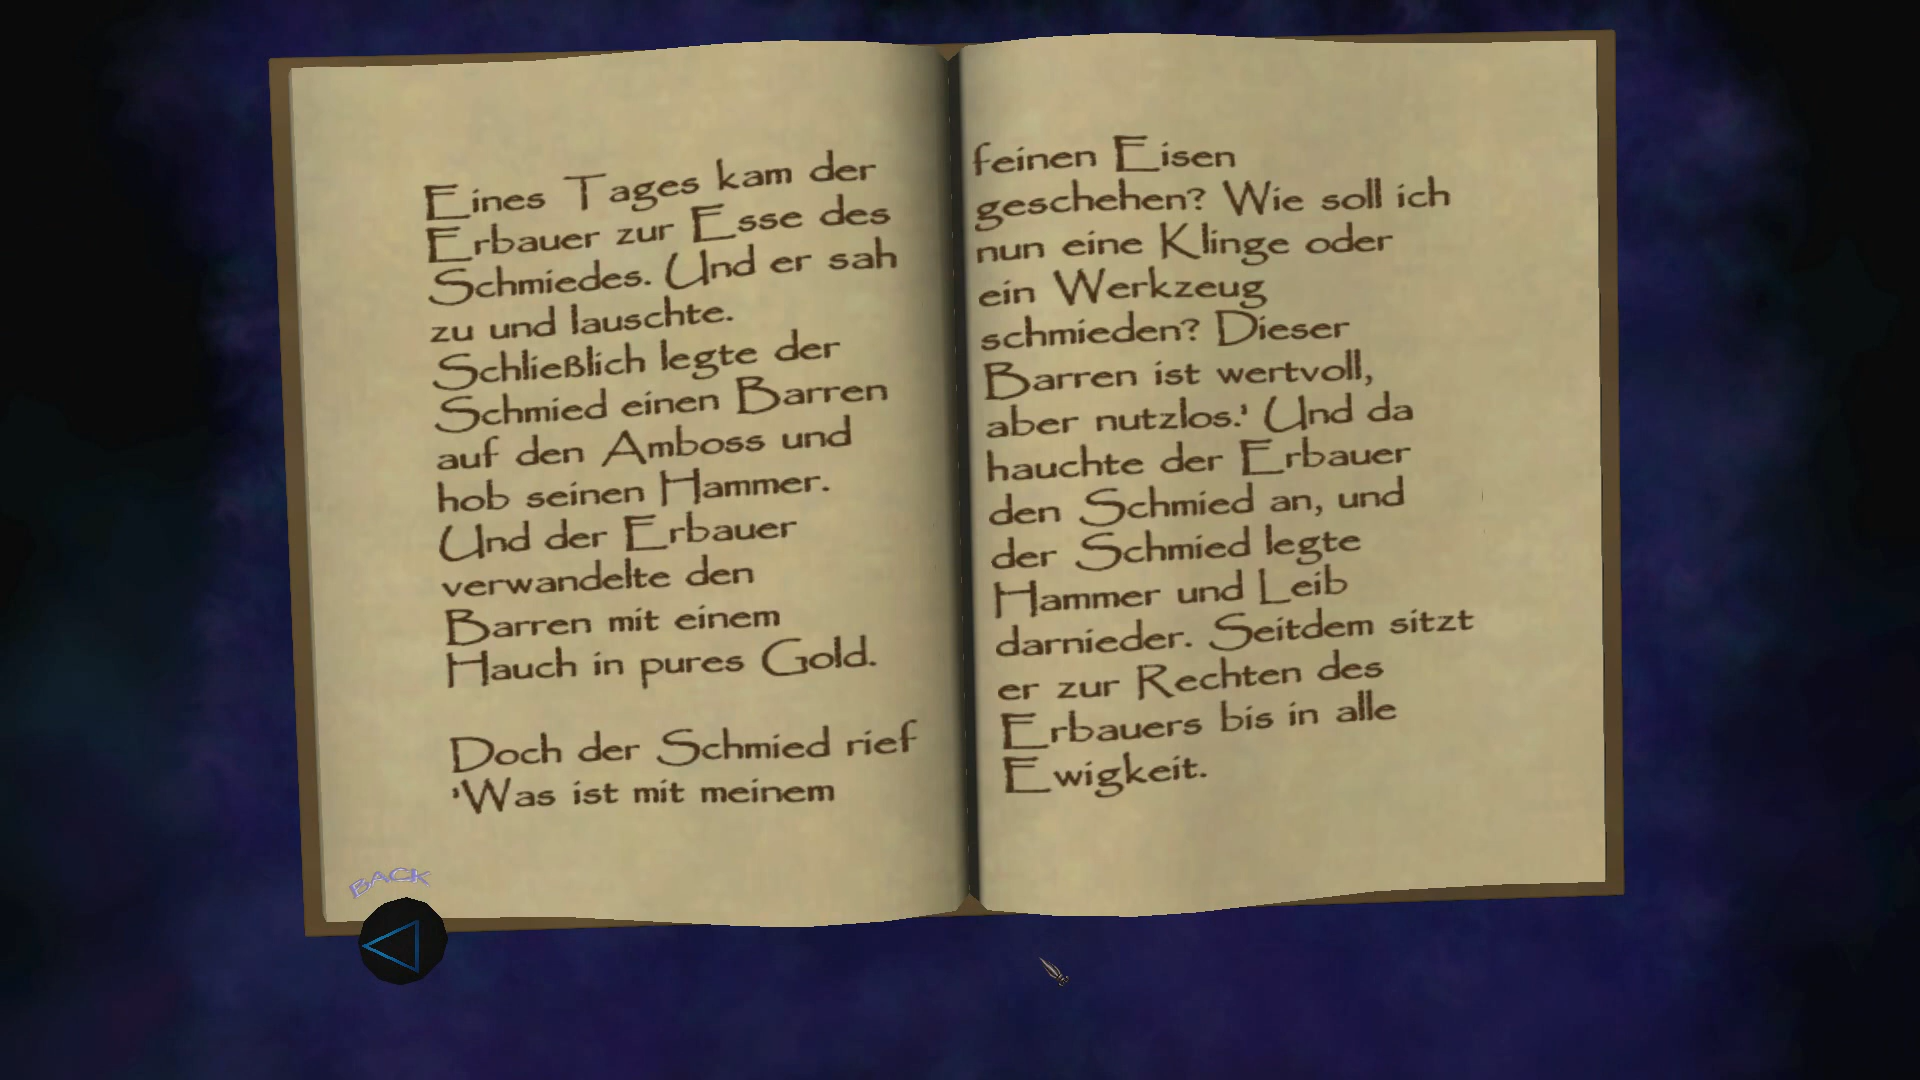 Eines Tages kam der
Erbauer zur Esse des
Schmiedes. Und er sah
zu und lauschte.
Schließlich legte der
Schmied einen Barren
auf den Amboss und
hob seinen Hammer.
Und der Erbauer
verwandelte den
Barren mit einem
Hauch in pures Gold.
Doch der Schmied rief
'Was ist mit meinem
feinen Eisen
geschehen? Wie soll ich
nun eine Klinge oder
ein Werkzeug
schmieden? Dieser
Barren ist wertvoll,
aber nutzlos.' Und da
hauchte der Erbauer
den Schmied an, und
der Schmied legte
Hammer und Leib
darnieder. Seitdem sitzt
er zur Rechten des
Erbauers bis in alle
Ewigkeit.
BACK